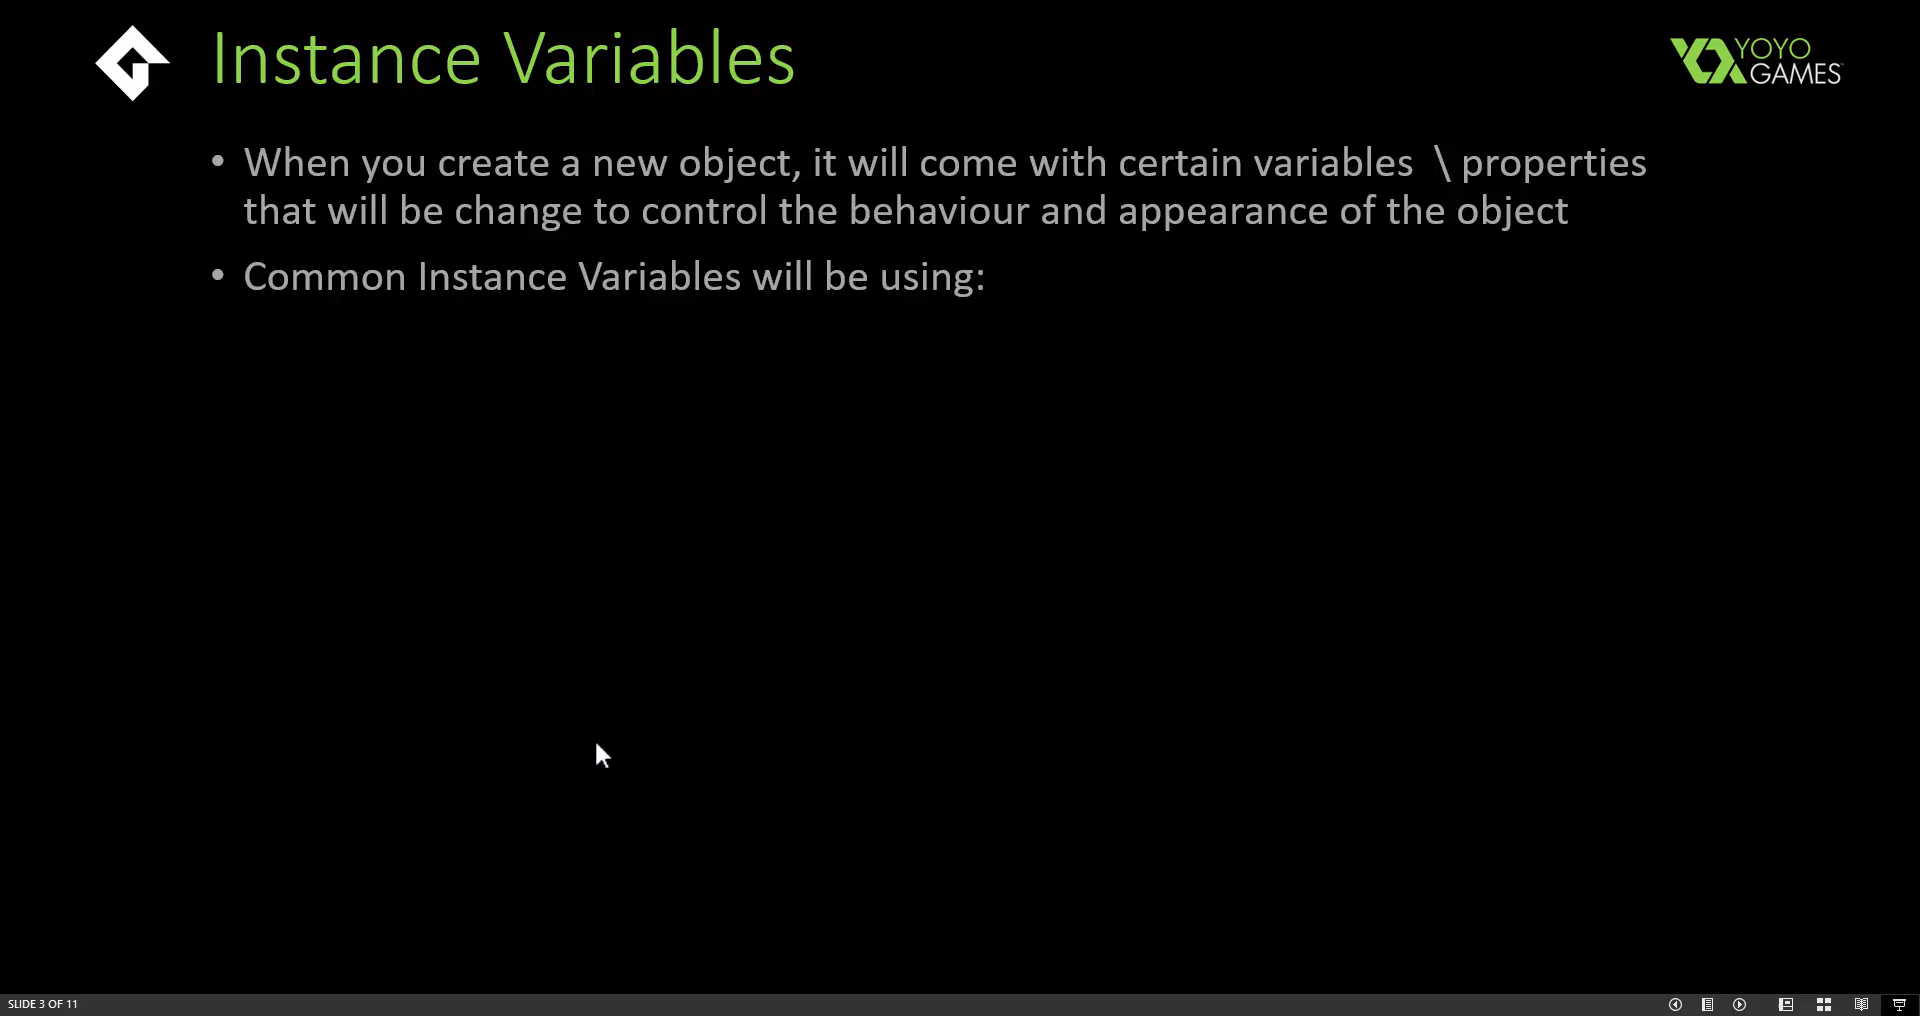 Instance Variables
YOYO
GAMES
• When you create a new object, it will come with certain variables \ properties
that will be change to control the behaviour and appearance of the object
• Common Instance Variables will be using:
SLIDE 3 OF 11